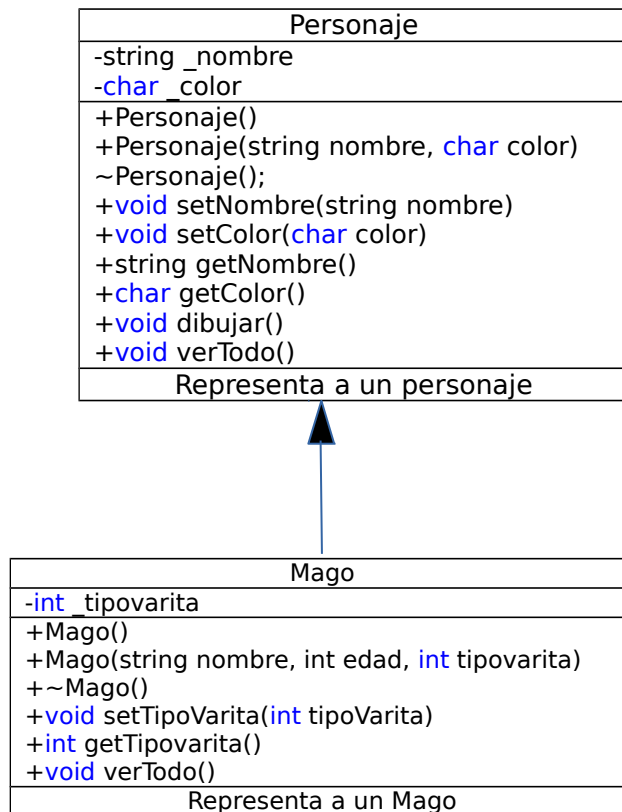 Personaje
-string _nombre
-char _color
+Personaje()
+Personaje(string nombre, char color)
~Personaje();
+void setNombre(string nombre)
+void setColor(char color)
+string getNombre()
+char getColor()
+void dibujar()
+void verTodo()
Representa a un personaje
Mago
-int _tipovarita
+Mago()
+Mago(string nombre, int edad, int tipovarita)
+~Mago()
+void setTipoVarita(int tipoVarita)
+int getTipovarita()
+void verTodo()
Representa a un Mago